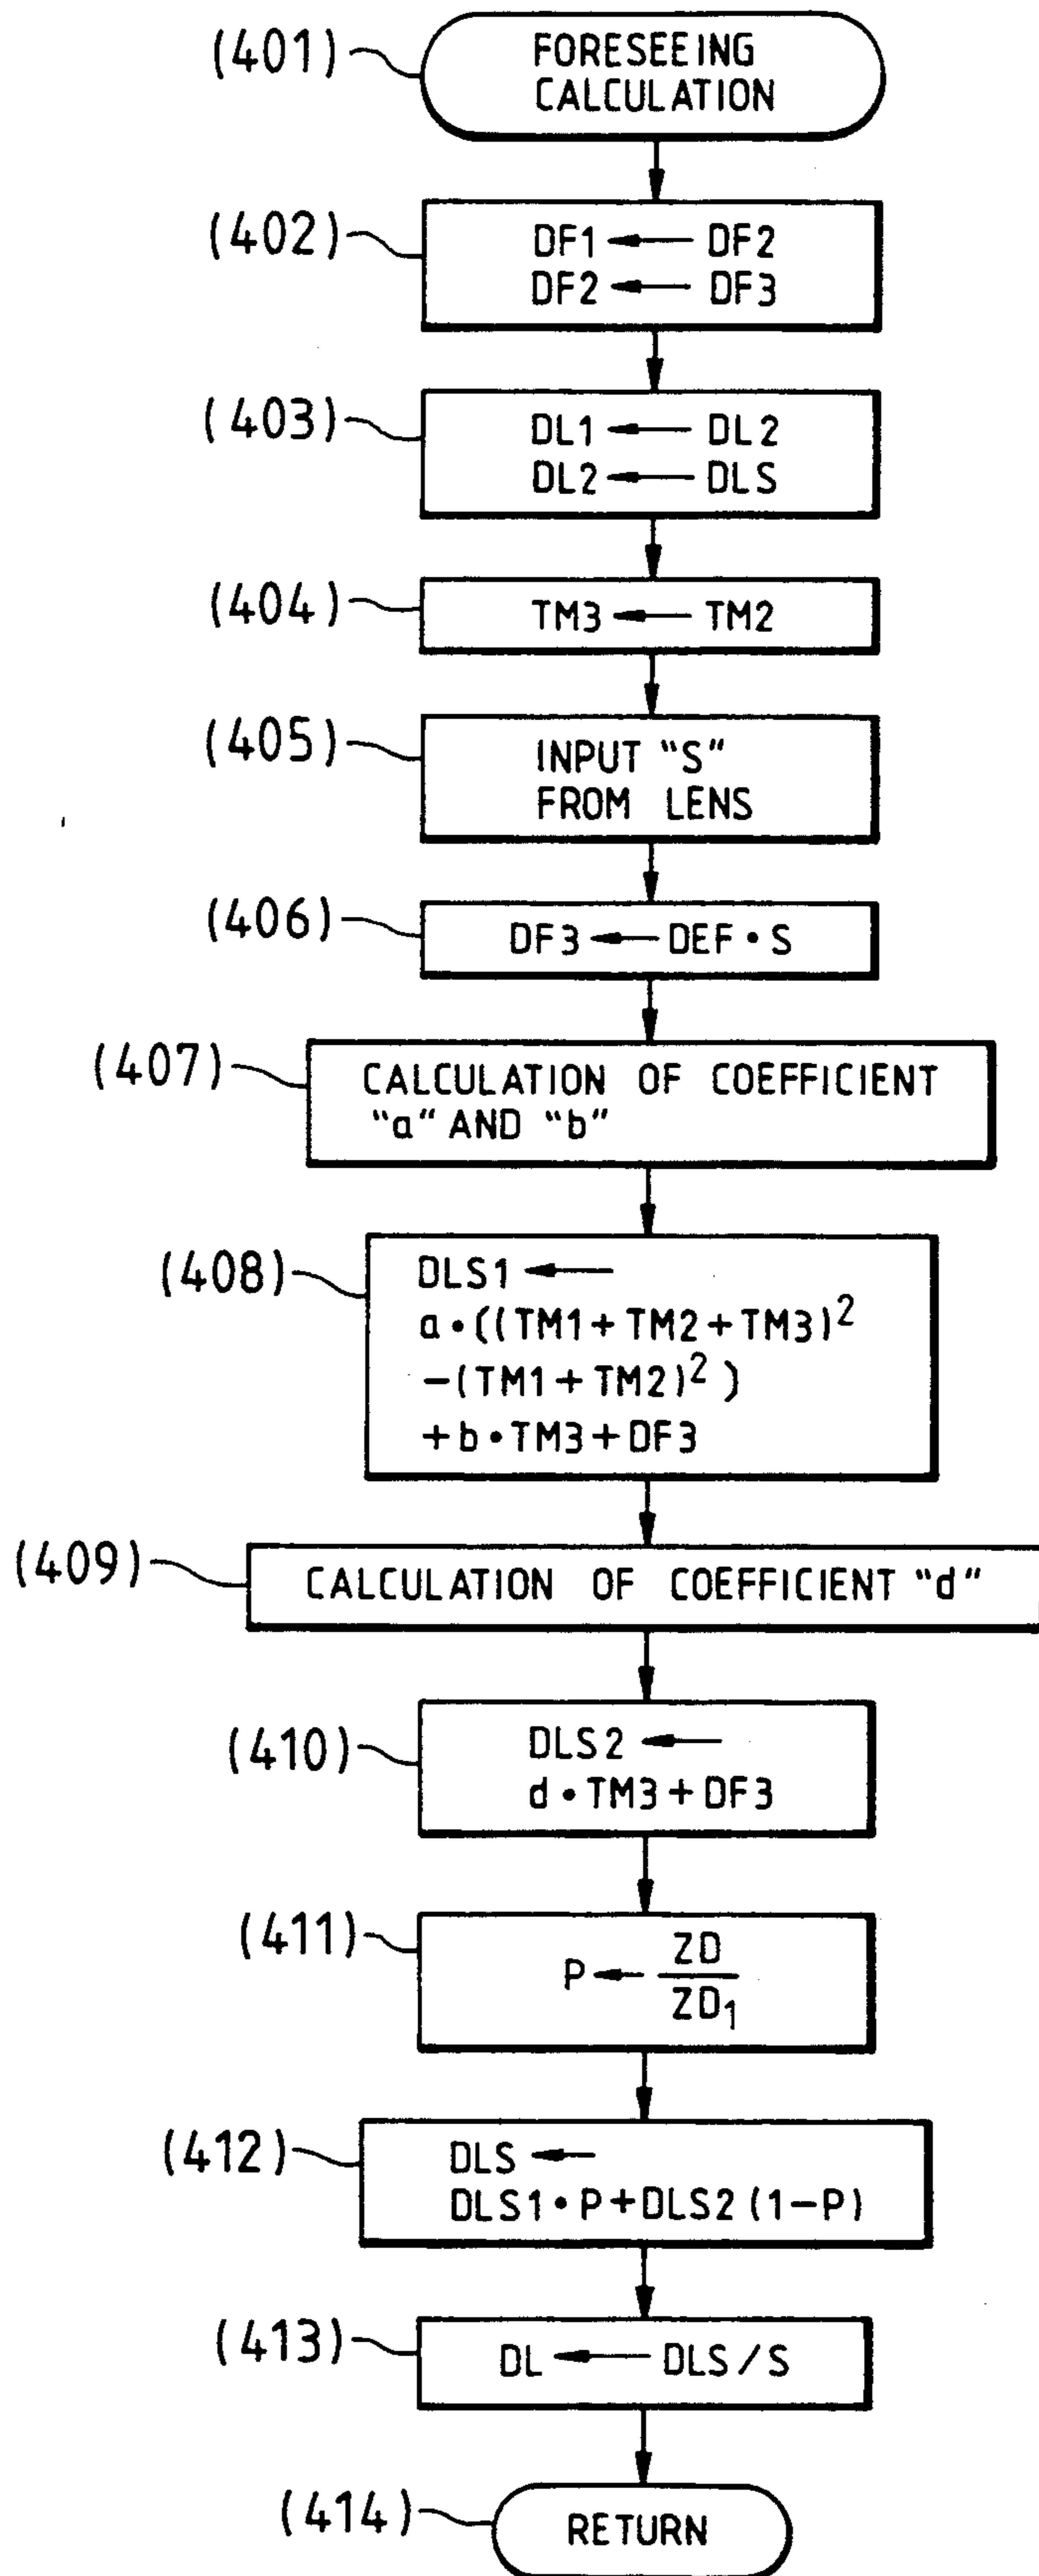 (401)
FORESEEING
CALCULATION
(402)
DF1 ← DF2
DF2 ← DF3
(403)
DL1 ← DL2
DL2 ← DLS
(404)
TM3 ← TM2
(405)
INPUT “S”
FROM LENS
(406)
DF3 ← DEF • S
(407)
CALCULATION OF COEFFICIENT
“a” AND “b”
(408)
DLS1 ←
a • ((TM1 + TM2 + TM3)²
−(TM1 + TM2)²)
+ b • TM3 + DF3
(409)
CALCULATION OF COEFFICIENT “d”
(410)
DLS2 ←
d • TM3 + DF3
(411)
P ← ZD
ZD₁
(412)
DLS ←
DLS1 • P + DLS2 (1−P)
(413)
DL ← DLS / S
(414)
RETURN